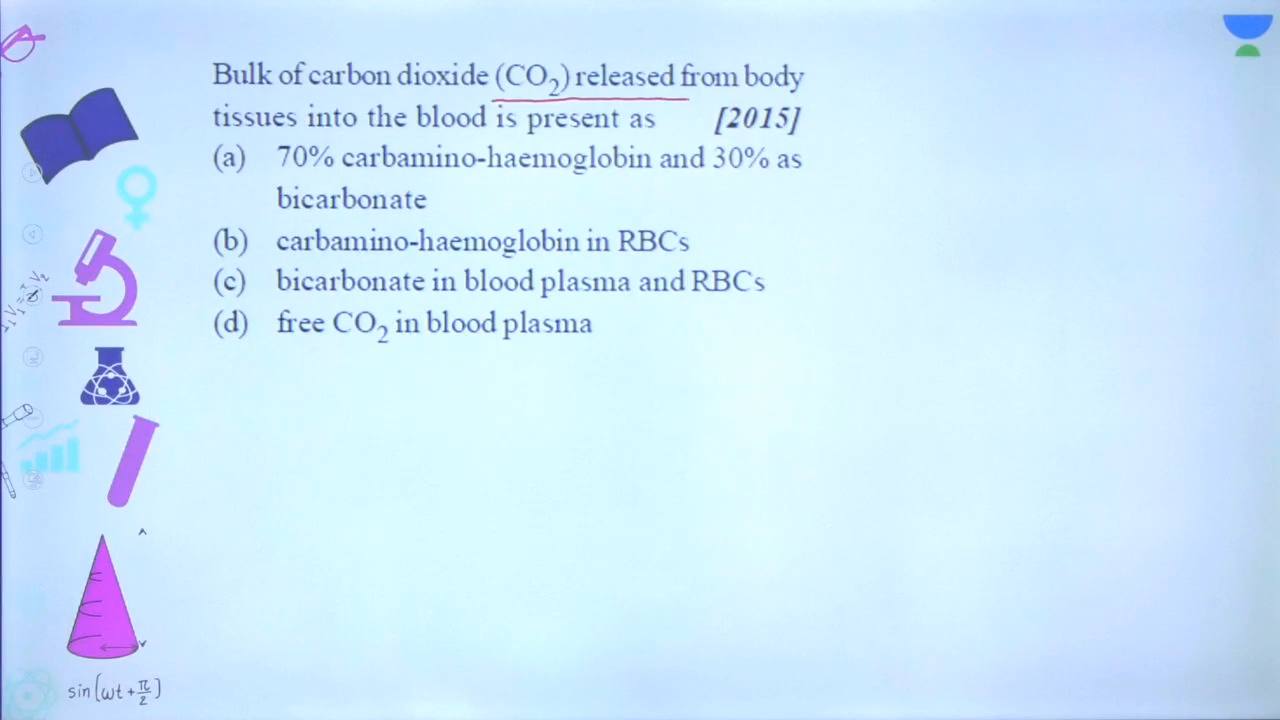 Bulk of carbon dioxide (CO₂) released from body
tissues into the blood is present as [2015]
(a) 70% carbamino-haemoglobin and 30% as
bicarbonate
(b) carbamino-haemoglobin in RBCs
(c) bicarbonate in blood plasma and RBCs
(d) free CO₂ in blood plasma
sin(ωt+π/2)